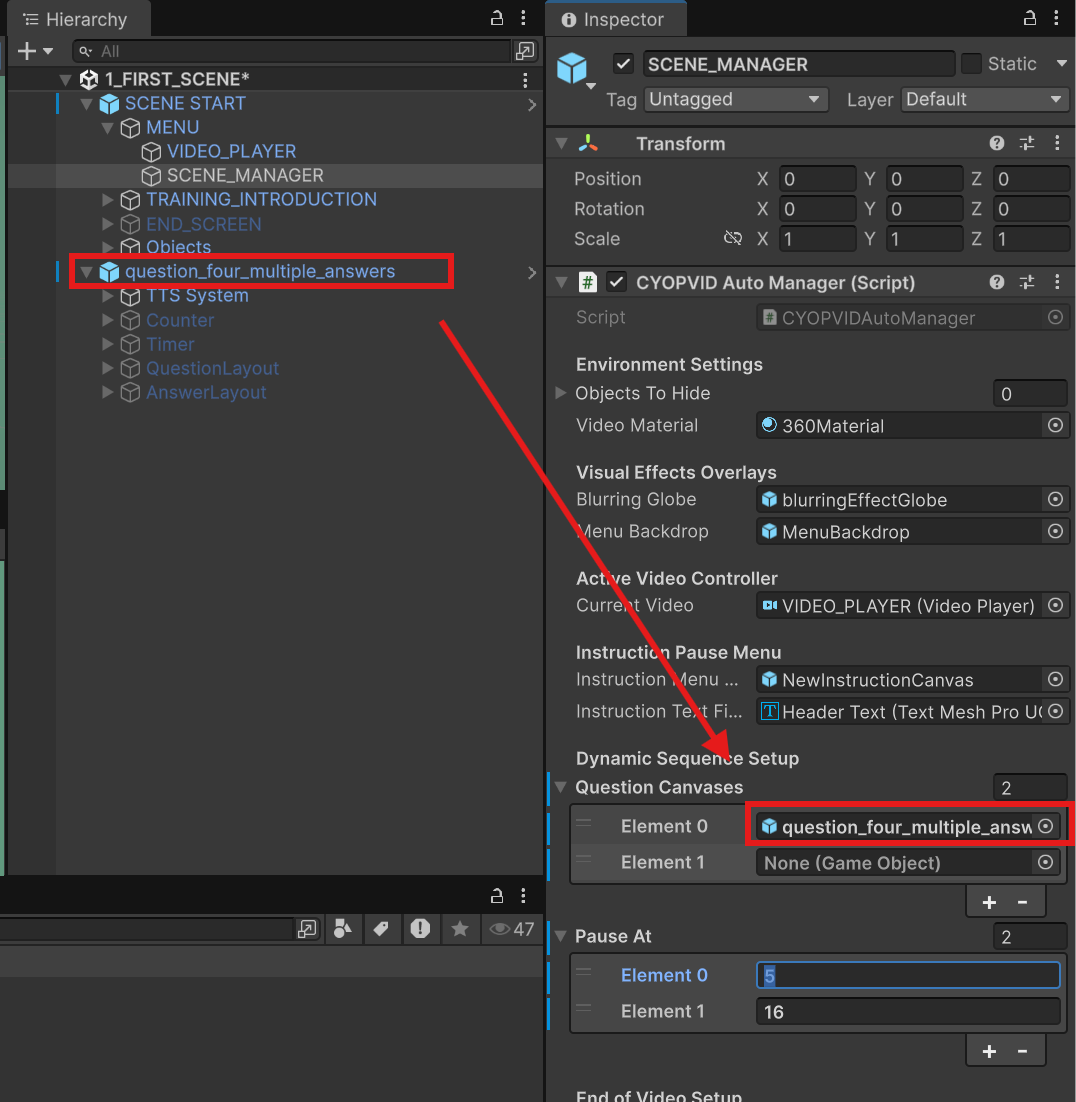 Hierarchy
All
1_FIRST_SCENE*
SCENE START
MENU
VIDEO_PLAYER
SCENE_MANAGER
TRAINING_INTRODUCTION
END_SCREEN
Objects
question_four_multiple_answers
TTS System
Counter
Timer
QuestionLayout
AnswerLayout
47
Inspector
SCENE_MANAGER Static
Tag Untagged Layer Default
Transform
Position X 0 Y 0 Z 0
Rotation X 0 Y 0 Z 0
Scale X 1 Y 1 Z 1
# CYOPVID Auto Manager (Script)
Script # CYOPVIDAutoManager
Environment Settings
Objects To Hide 0
Video Material 360Material
Visual Effects Overlays
Blurring Globe blurringEffectGlobe
Menu Backdrop MenuBackdrop
Active Video Controller
Current Video VIDEO_PLAYER (Video Player)
Instruction Pause Menu
Instruction Menu ... NewInstructionCanvas
Instruction Text Fi... T Header Text (Text Mesh Pro U
Dynamic Sequence Setup
Question Canvases 2
Element 0 question_four_multiple_answ
Element 1 None (Game Object)
+ -
Pause At 2
Element 0 5
Element 1 16
+ -
End of Video Setup